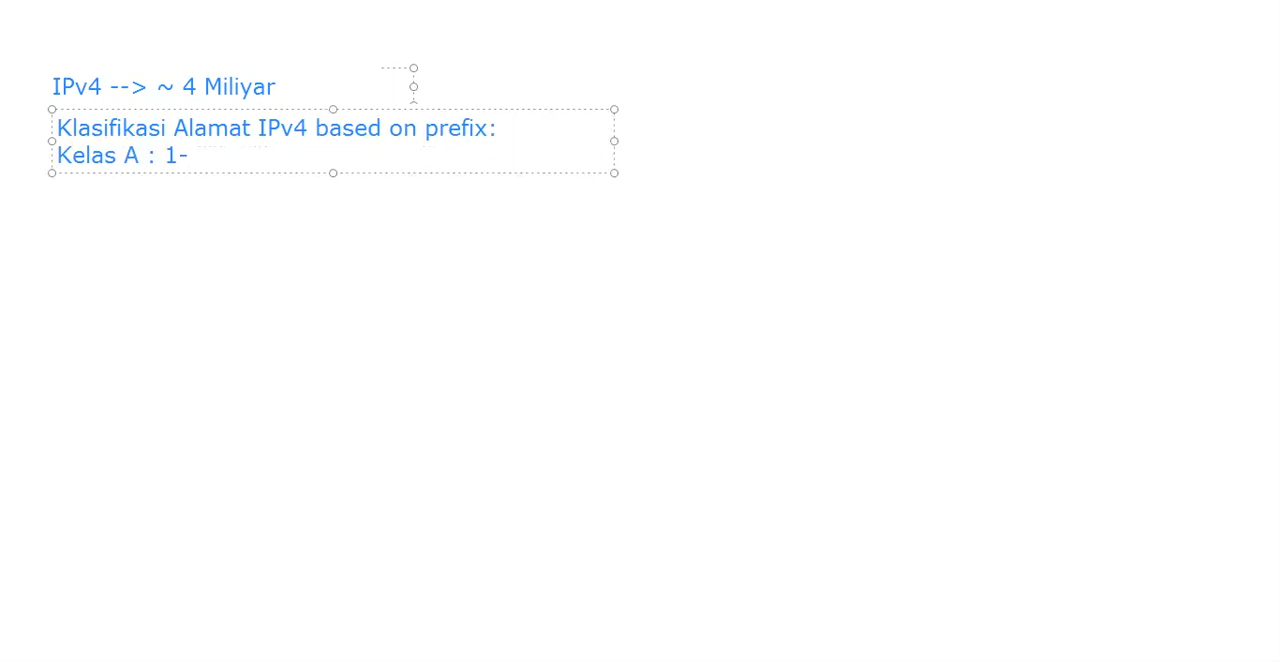 IPv4 --> ~ 4 Miliyar
Klasifikasi Alamat IPv4 based on prefix:
Kelas A : 1-